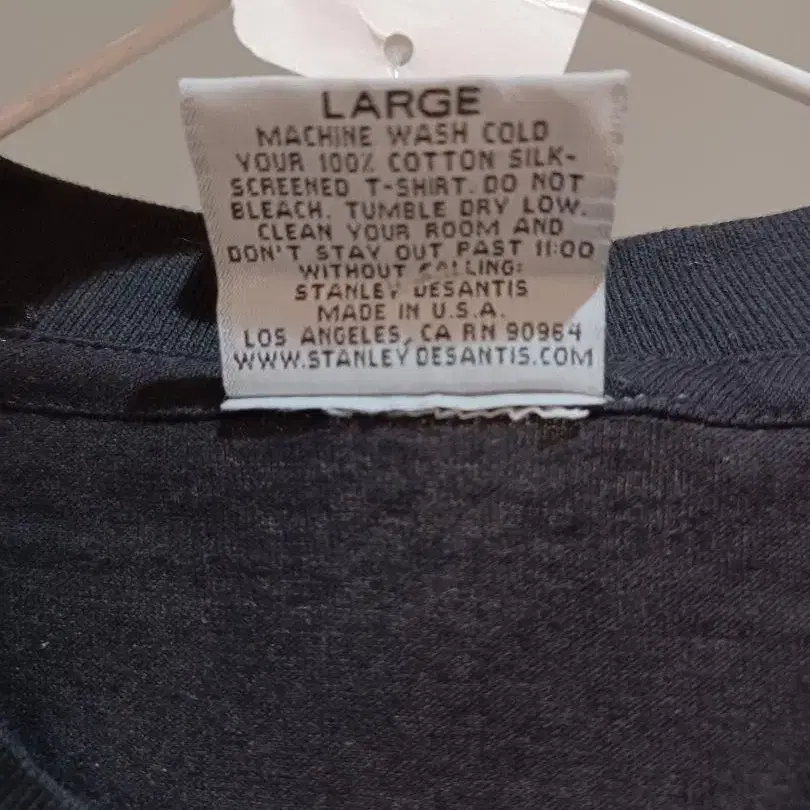 LARGE
MACHINE WASH COLD
YOUR 100% COTTON SILK-
SCREENED T-SHIRT. DO NOT
BLEACH. TUMBLE DRY LOW.
CLEAN YOUR ROOM AND
DON'T STAY OUT PAST 11:00
WITHOUT CALLING:
STANLEY DESANTIS
MADE IN U.S.A.
LOS ANGELES, CA RN 90964
WWW.STANLEYDESANTIS.COM